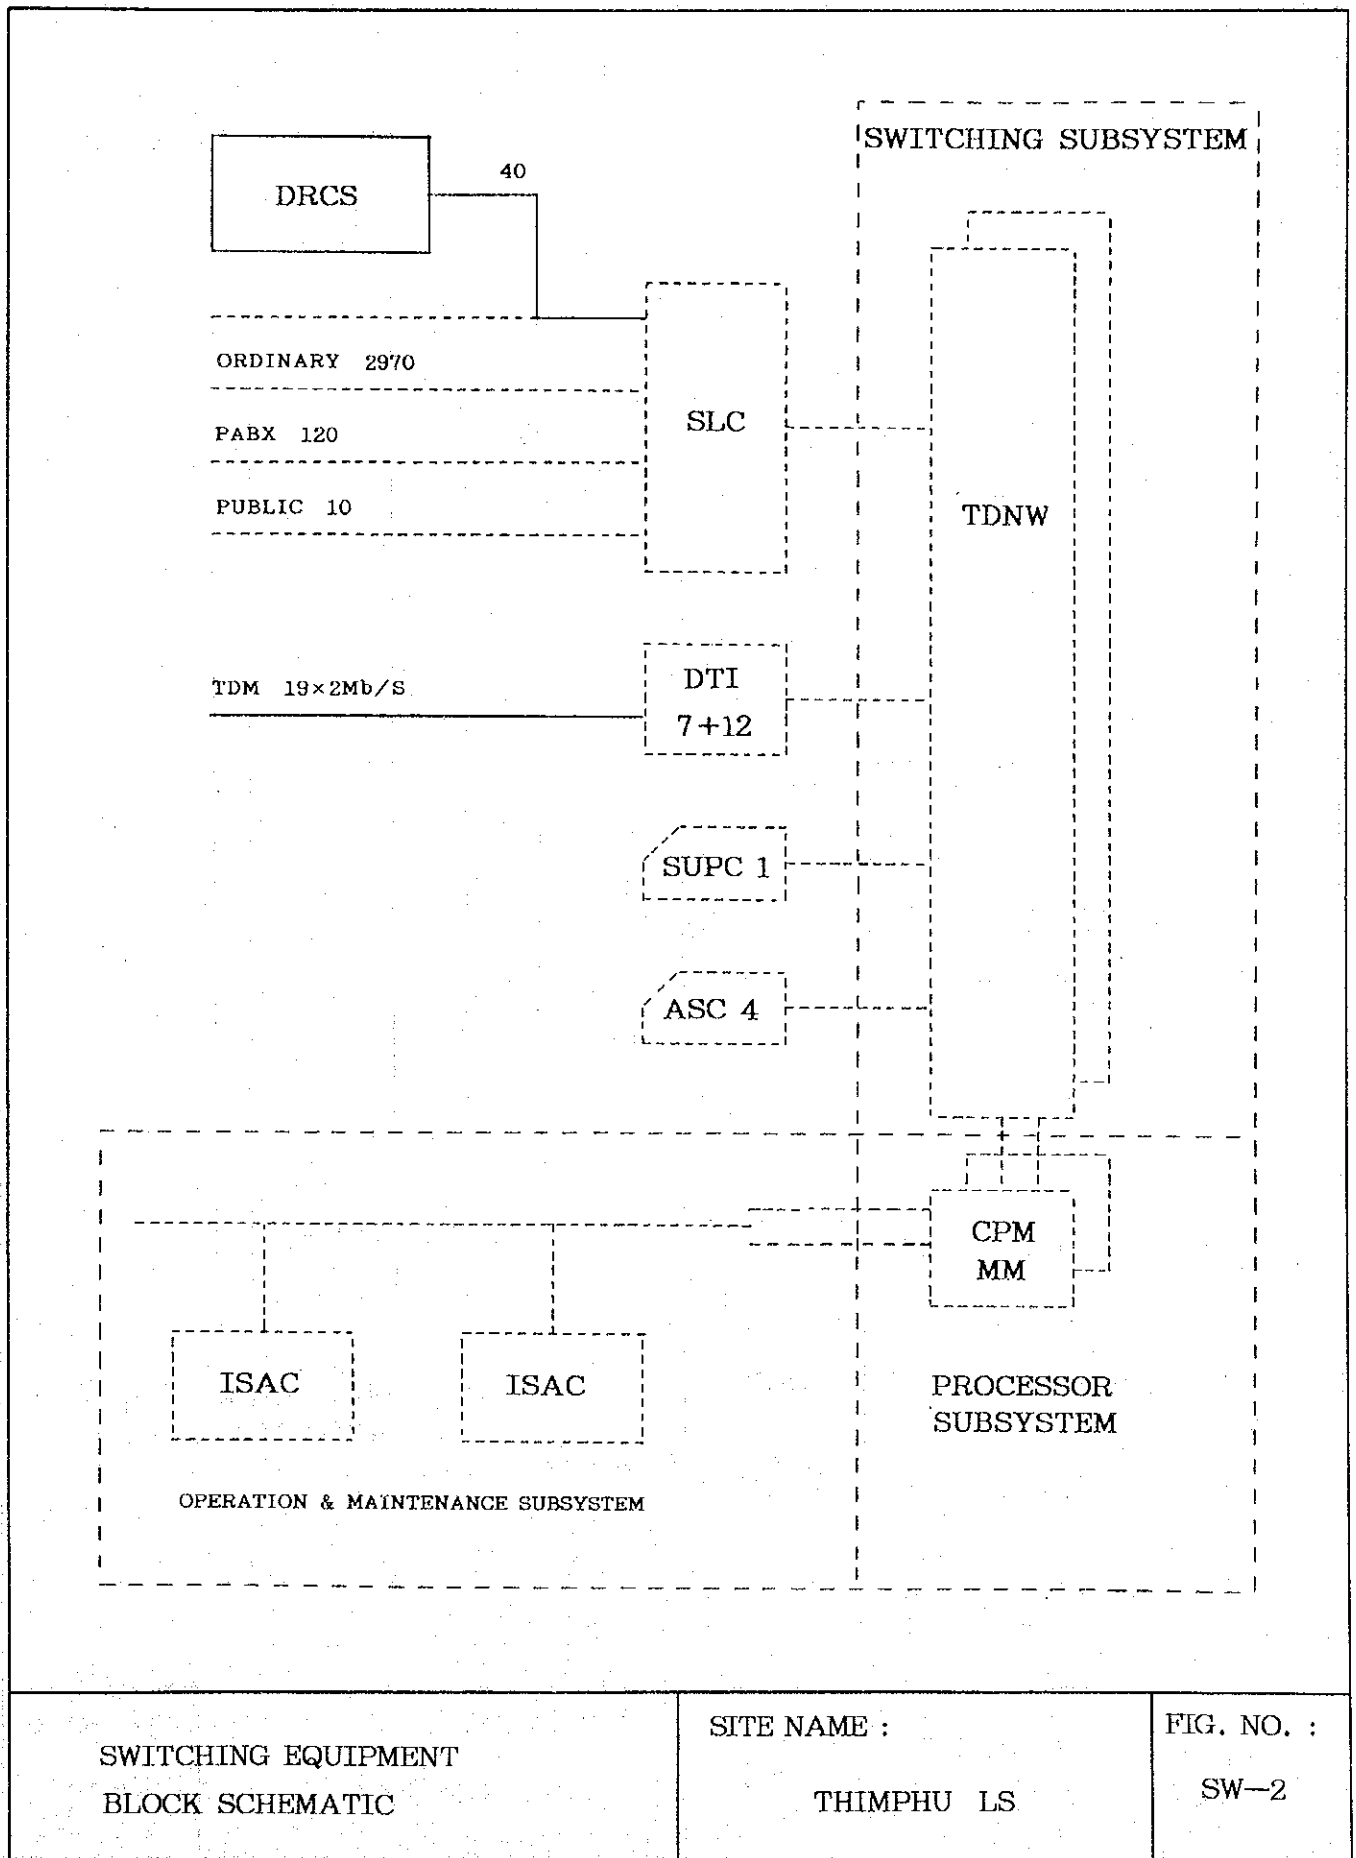 SWITCHING SUBSYSTEM
DRCS
40
ORDINARY 2970
PABX 120
PUBLIC 10
SLC
TDNW
TDM 19×2Mb/S
DTI
7+12
SUPC 1
ASC 4
CPM
MM
ISAC
ISAC
PROCESSOR
SUBSYSTEM
OPERATION & MAINTENANCE SUBSYSTEM
SWITCHING EQUIPMENT
BLOCK SCHEMATIC
SITE NAME :
THIMPHU LS
FIG. NO. :
SW—2